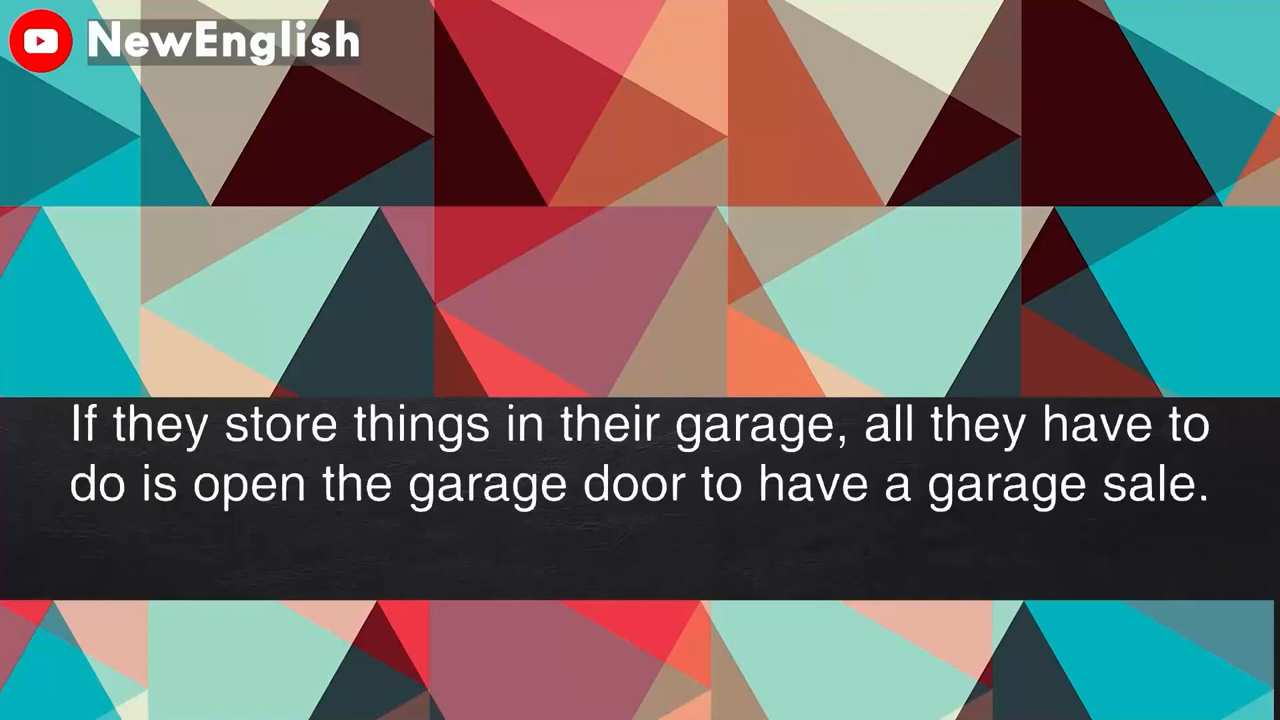 NewEnglish
If they store things in their garage, all they have to
do is open the garage door to have a garage sale.